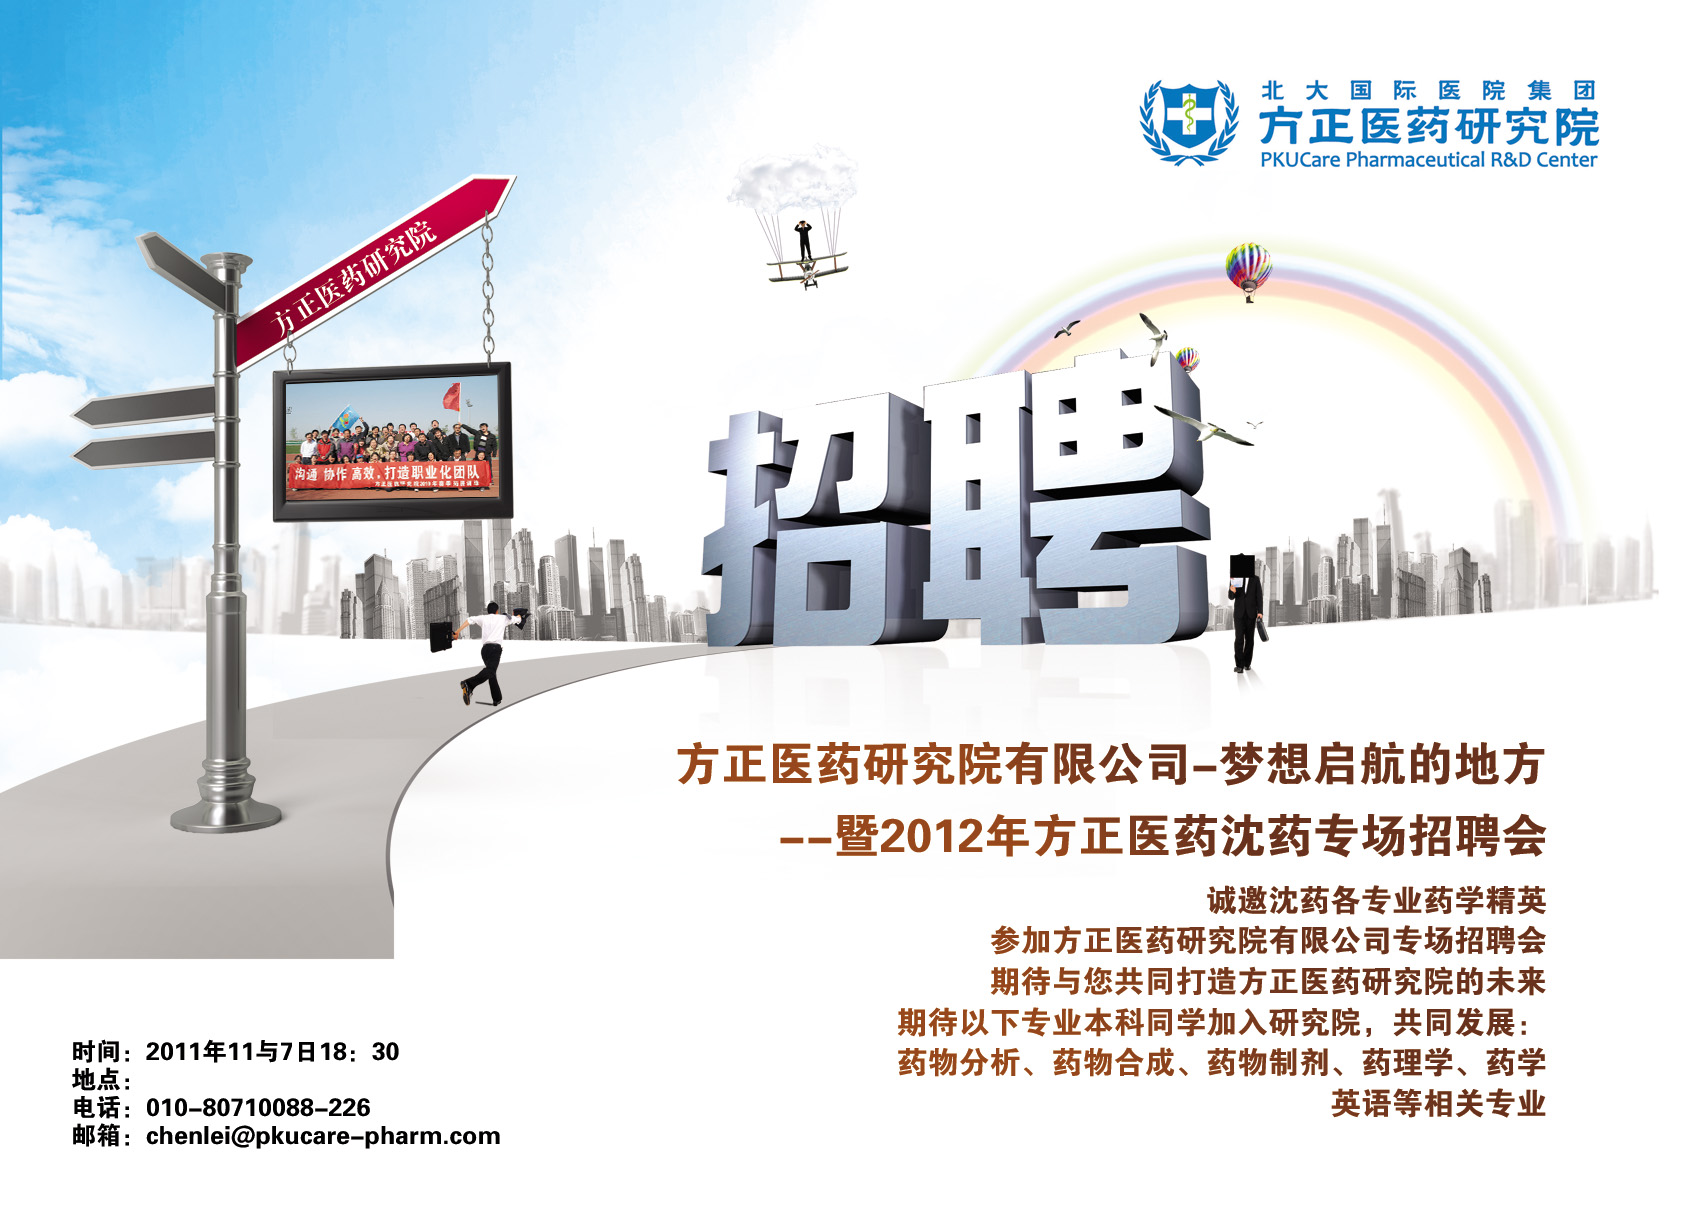 北大国际医院集团
方正医药研究院
PKUCare Pharmaceutical R&D Center
方正医药研究院
沟通 协作 高效，打造职业化团队
招聘
方正医药研究院有限公司-梦想启航的地方
--暨2012年方正医药沈药专场招聘会
诚邀沈药各专业药学精英
参加方正医药研究院有限公司专场招聘会
期待与您共同打造方正医药研究院的未来
期待以下专业本科同学加入研究院，共同发展：
药物分析、药物合成、药物制剂、药理学、药学
英语等相关专业
时间：2011年11与7日18：30
地点：
电话：010-80710088-226
邮箱：chenlei@pkucare-pharm.com